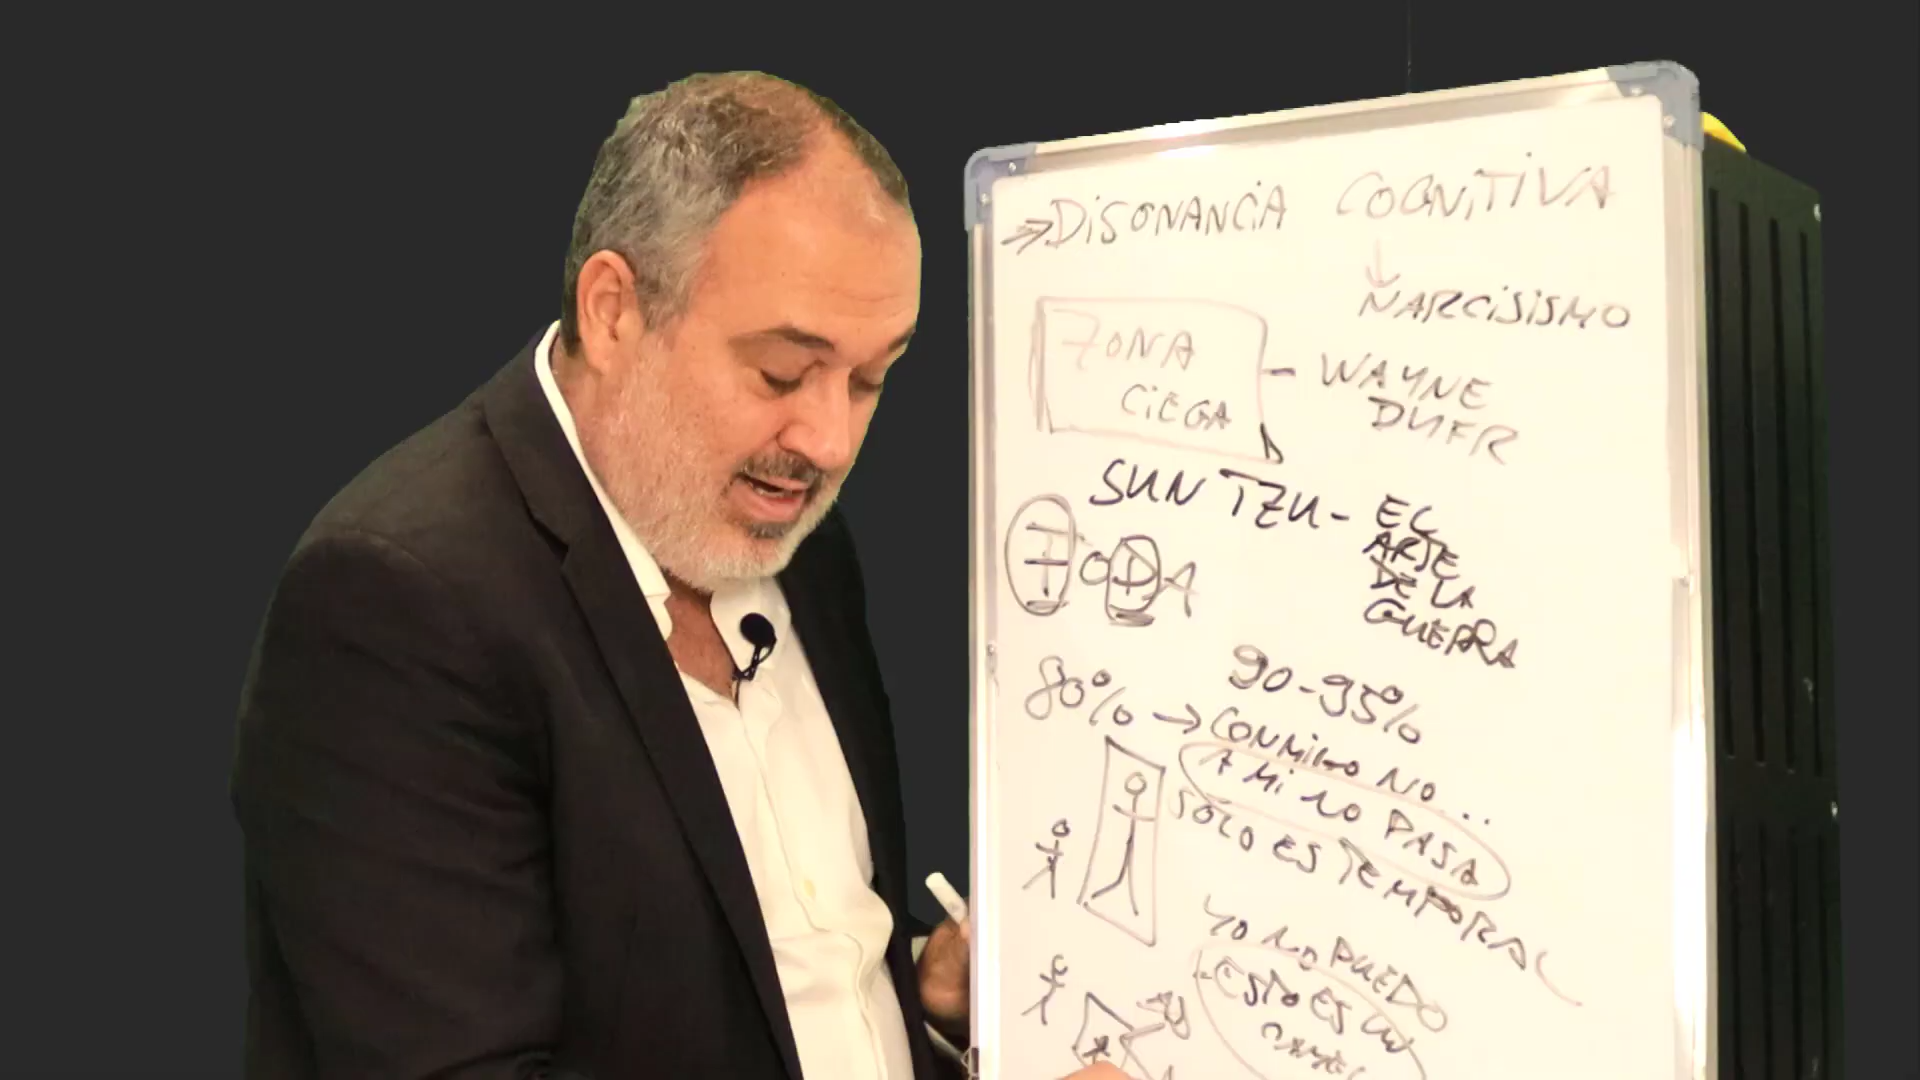 → DISONANCIA COGNITIVA
↓
NARCISISMO
ZONA
CIEGA
- WAYNE
DYER
SUN TZU - EL
ARTE
DE LA
GUERRA
FODA
90-95%
80% → CONMIGO NO...
A MI NO PASA
SOLO ES TEMPORAL
YO NO PUEDO
ESTO ES UN